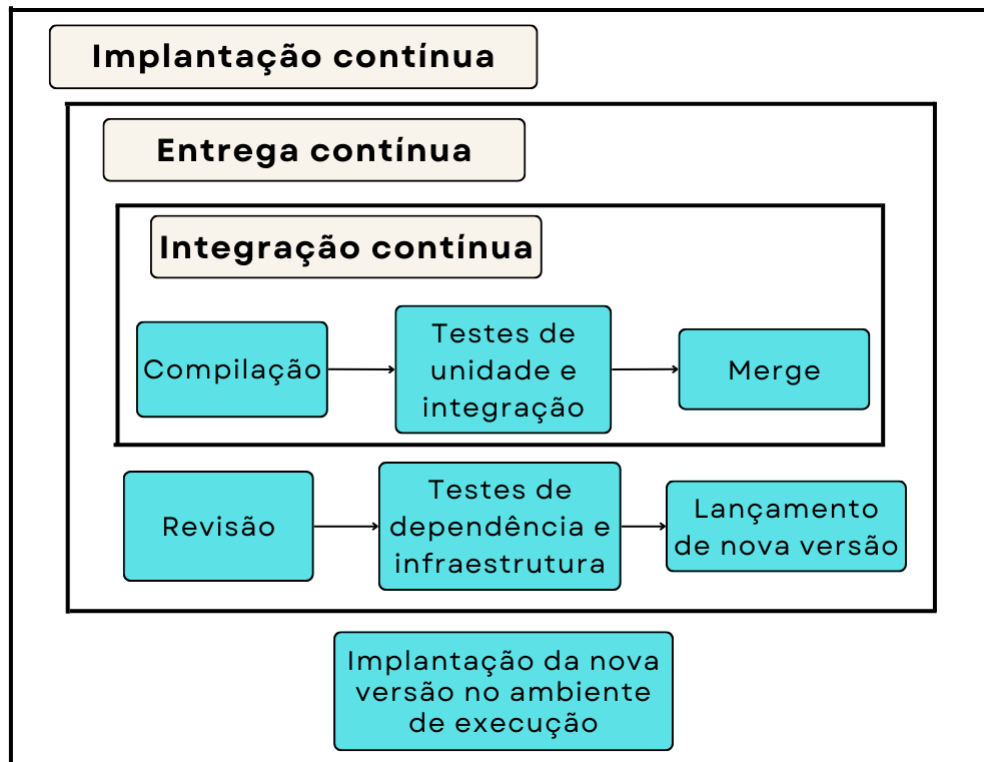 Implantação contínua
Entrega contínua
Integração contínua
Compilação
Testes de
unidade e
integração
Merge
Revisão
Testes de
dependência e
infraestrutura
Lançamento
de nova versão
Implantação da nova
versão no ambiente
de execução